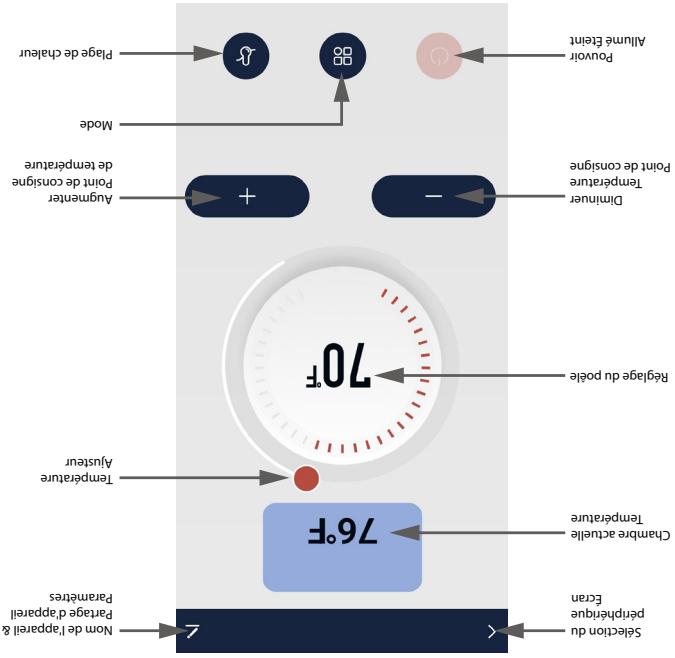 Sélection du
périphérique
Écran
Nom de l'appareil &
Partage d'appareil
Paramètres
Chambre actuelle
Température
76°F
Température
Ajusteur
Réglage du poêle
70°F
Diminuer
Température
Point de consigne
−
+
Augmenter
Point de consigne
de température
Mode
Pouvoir
Allumé Éteint
Plage de chaleur